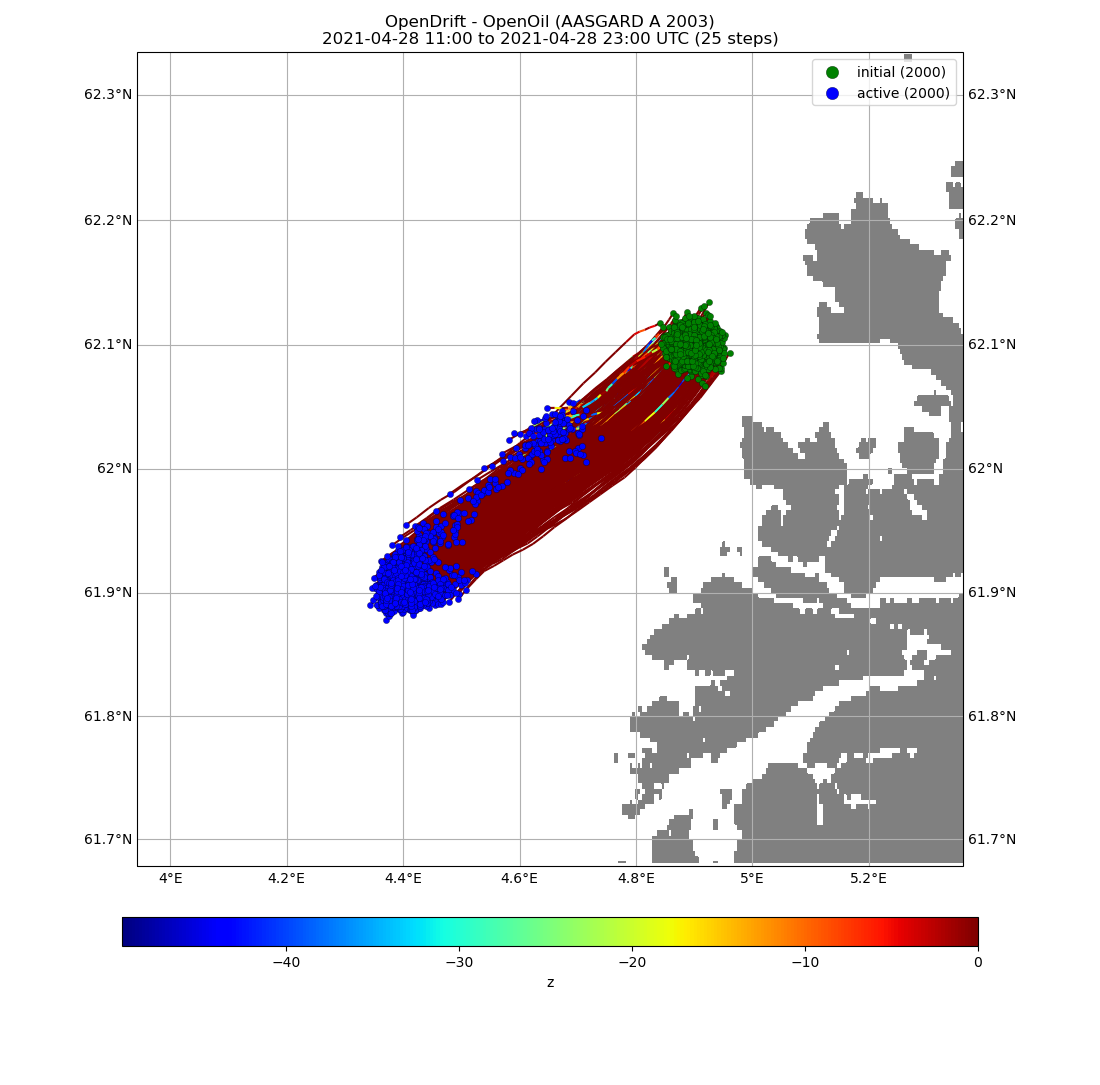 OpenDrift - OpenOil (AASGARD A 2003)
2021-04-28 11:00 to 2021-04-28 23:00 UTC (25 steps)
initial (2000)
active (2000)
62.3°N 62.3°N
62.2°N 62.2°N
62.1°N 62.1°N
62°N 62°N
61.9°N 61.9°N
61.8°N 61.8°N
61.7°N 61.7°N
4°E 4.2°E 4.4°E 4.6°E 4.8°E 5°E 5.2°E
−40 −30 −20 −10 0
z